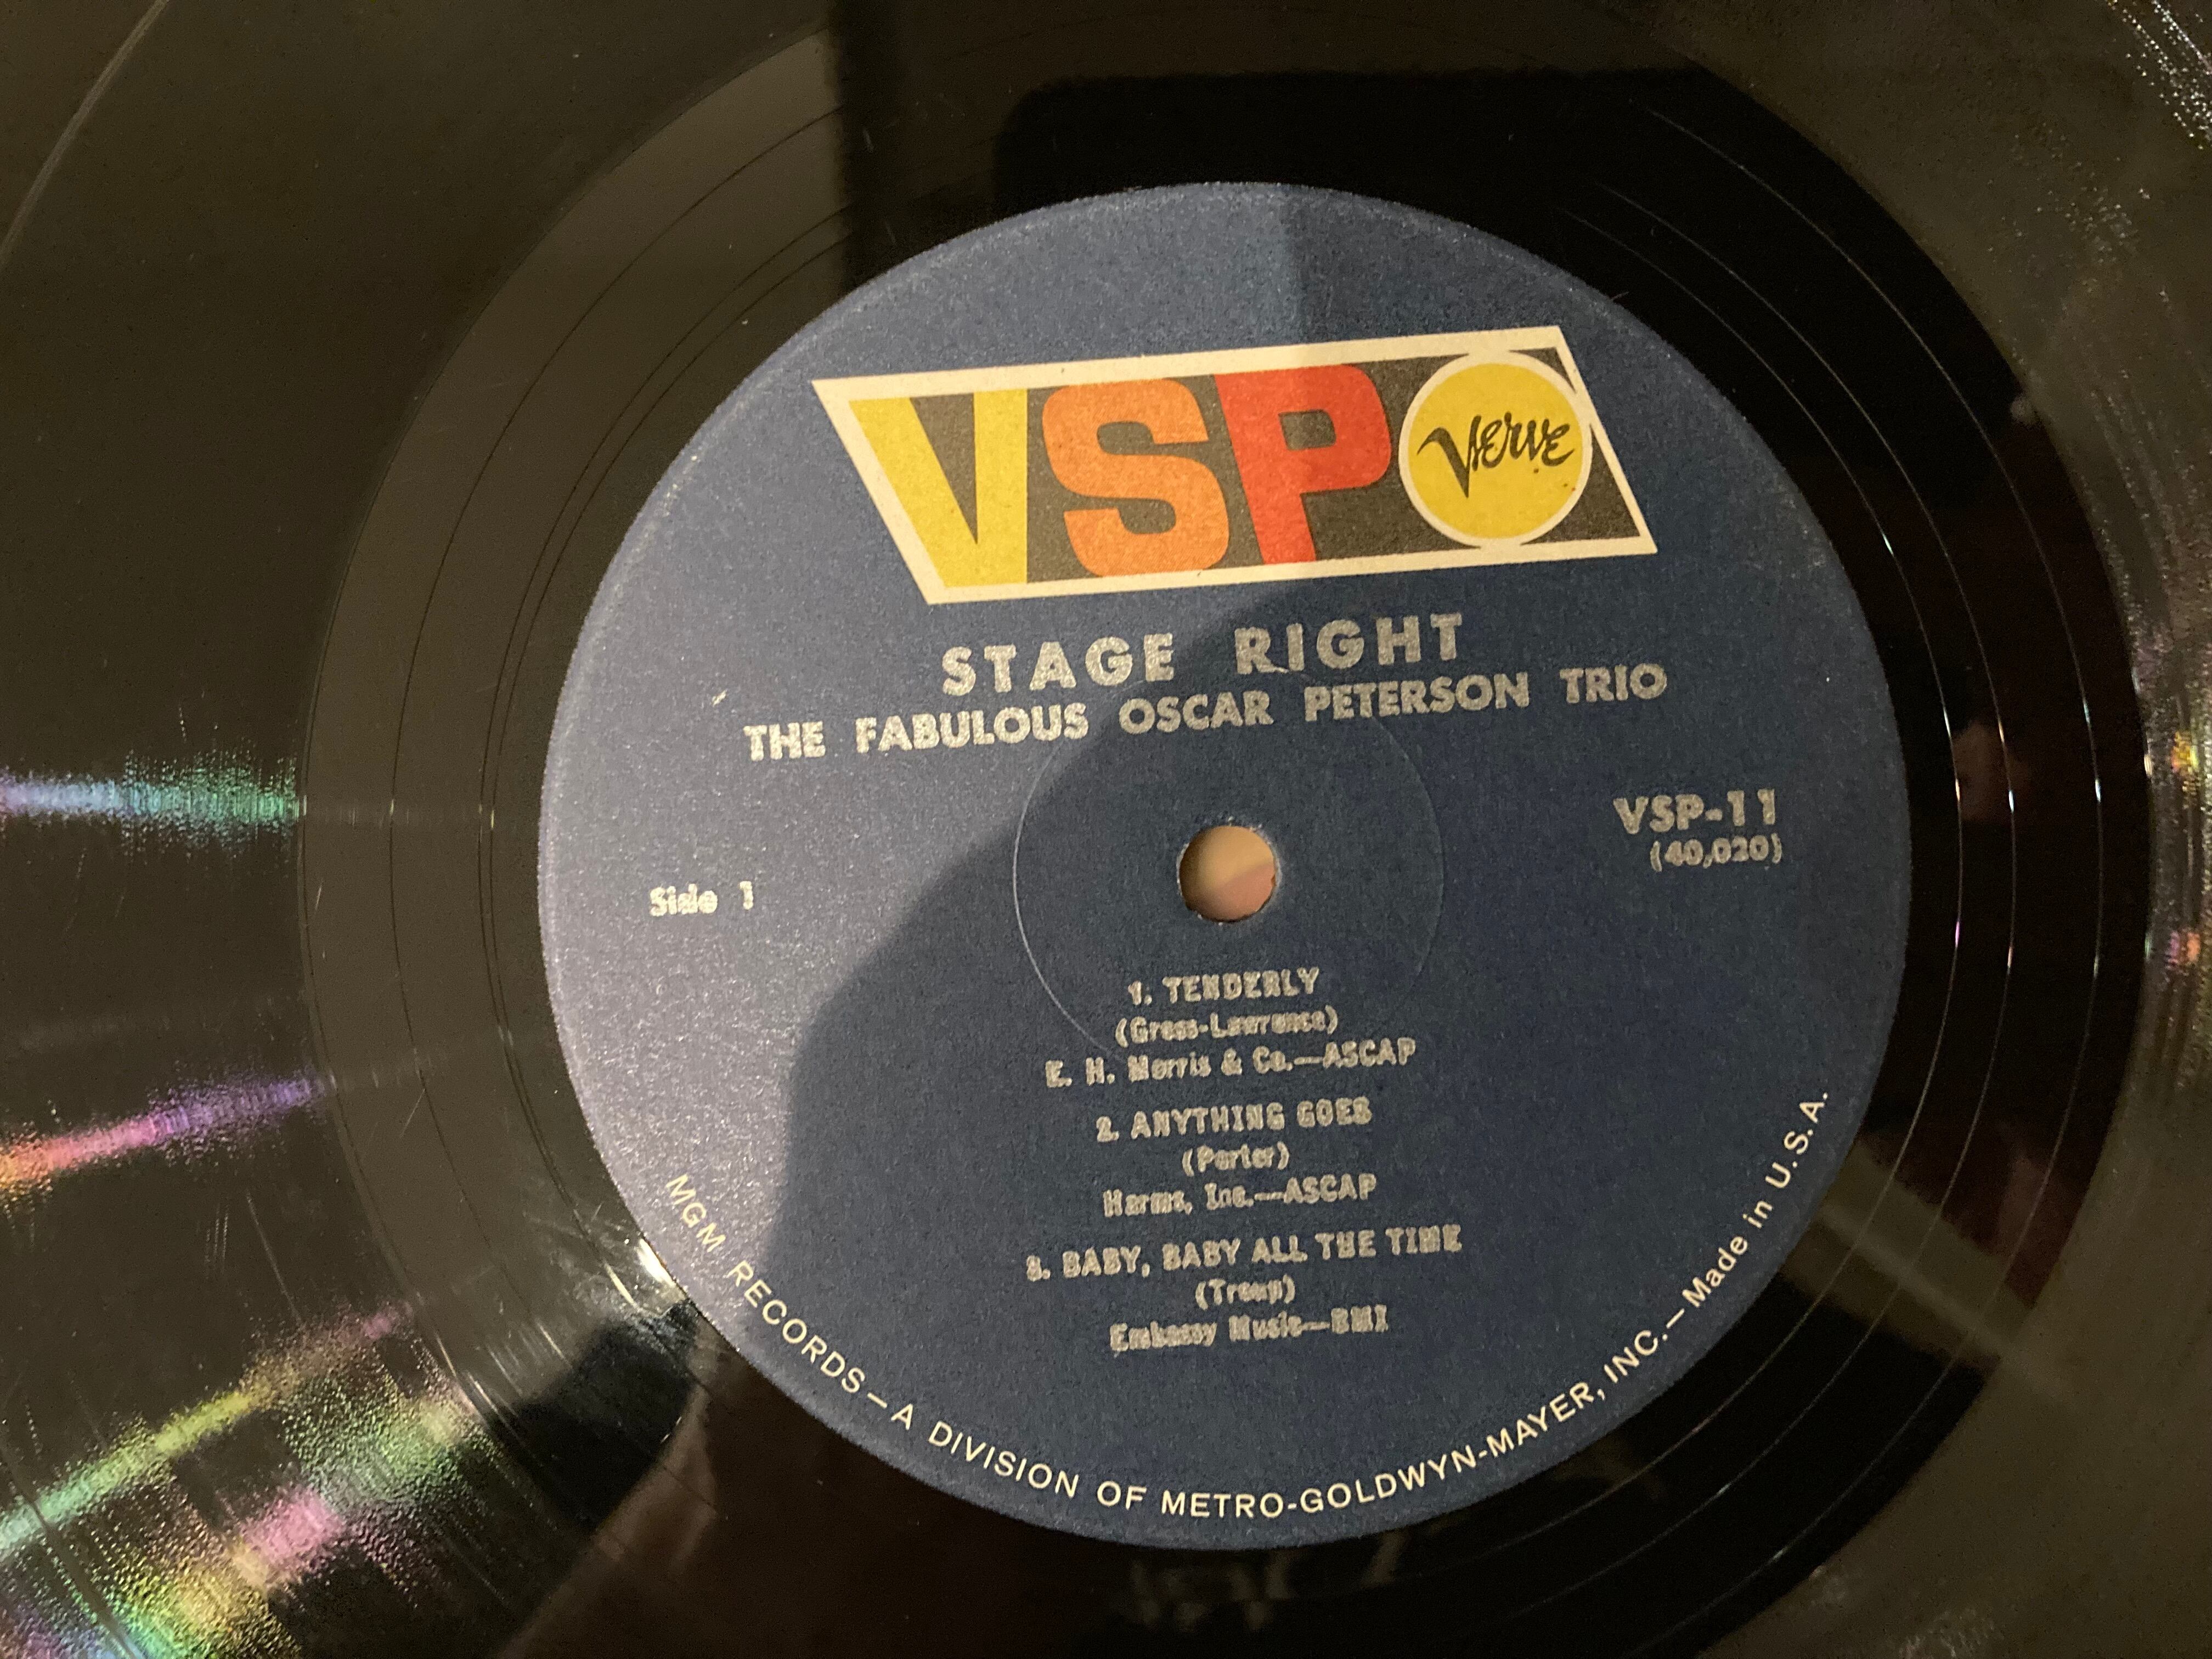 VSP
Verve
STAGE RIGHT
THE FABULOUS OSCAR PETERSON TRIO
VSP-11
(40,020)
Side 1
1. TENDERLY
(Gross-Lawrence)
E. H. Morris & Co.—ASCAP
2. ANYTHING GOES
(Porter)
Harms, Inc.—ASCAP
3. BABY, BABY ALL THE TIME
(Troup)
Embassy Music—BMI
MGM RECORDS — A DIVISION OF METRO-GOLDWYN-MAYER, INC. — Made in U.S.A.